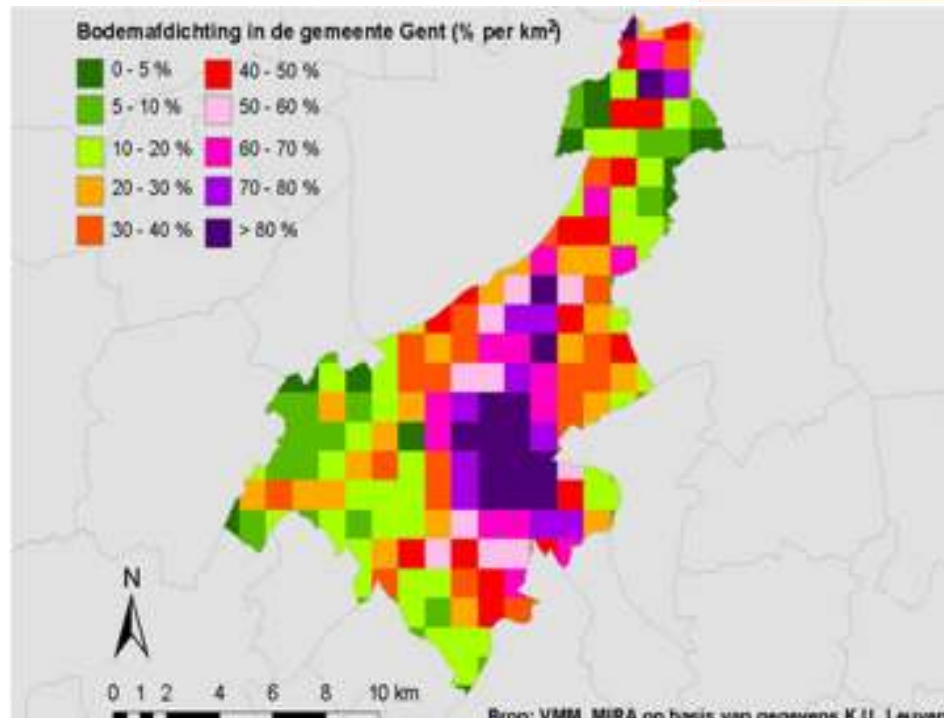 Bodemafdichting in de gemeente Gent (% per km²)
0 - 5 %
5 - 10 %
10 - 20 %
20 - 30 %
30 - 40 %
40 - 50 %
50 - 60 %
60 - 70 %
70 - 80 %
> 80 %
N
0 1 2 4 6 8 10 km
Bron: VMM, MIRA op basis van gegevens K.U. Leuven